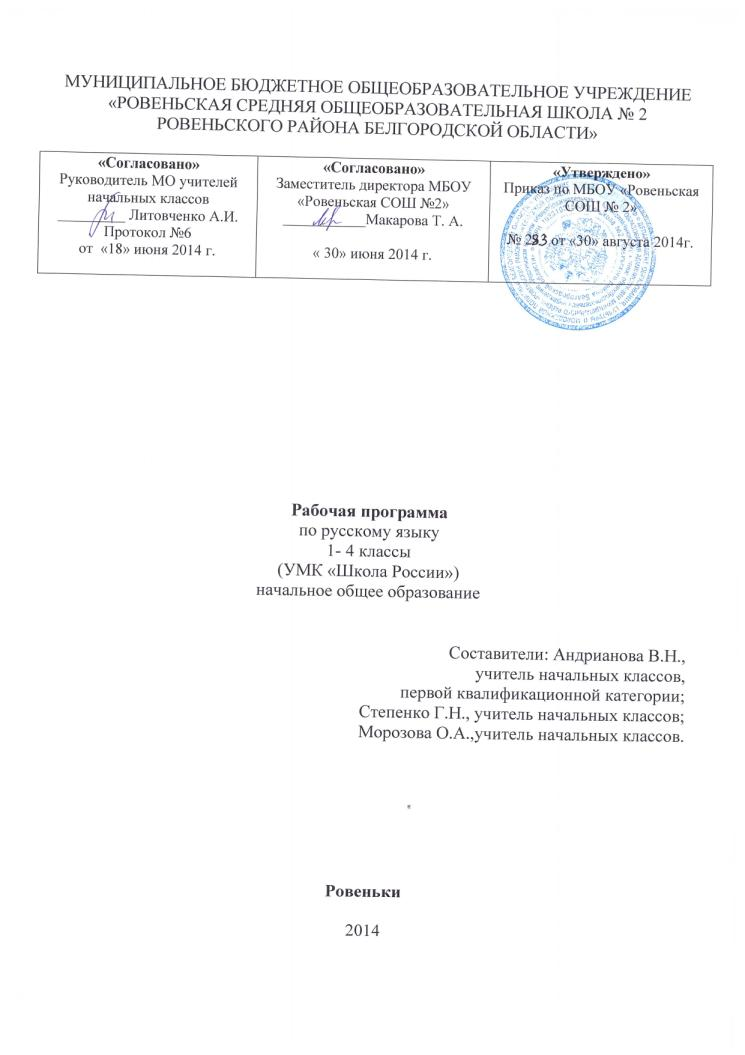 МУНИЦИПАЛЬНОЕ БЮДЖЕТНОЕ ОБЩЕОБРАЗОВАТЕЛЬНОЕ УЧРЕЖДЕНИЕ
«РОВЕНЬСКАЯ СРЕДНЯЯ ОБЩЕОБРАЗОВАТЕЛЬНАЯ ШКОЛА № 2
РОВЕНЬСКОГО РАЙОНА БЕЛГОРОДСКОЙ ОБЛАСТИ»
«Согласовано»
Руководитель МО учителей
начальных классов
Литовченко А.И.
Протокол №6
от «18» июня 2014 г.
«Согласовано»
Заместитель директора МБОУ
«Ровеньская СОШ №2»
Макарова Т. А.
« 30» июня 2014 г.
«Утверждено»
Приказ по МБОУ «Ровеньская
СОШ № 2»
№ от «30» августа 2014г.
Рабочая программа
по русскому языку
1- 4 классы
(УМК «Школа России»)
начальное общее образование
Составители: Андрианова В.Н.,
учитель начальных классов,
первой квалификационной категории;
Степенко Г.Н., учитель начальных классов;
Морозова О.А.,учитель начальных классов.
Ровеньки
2014